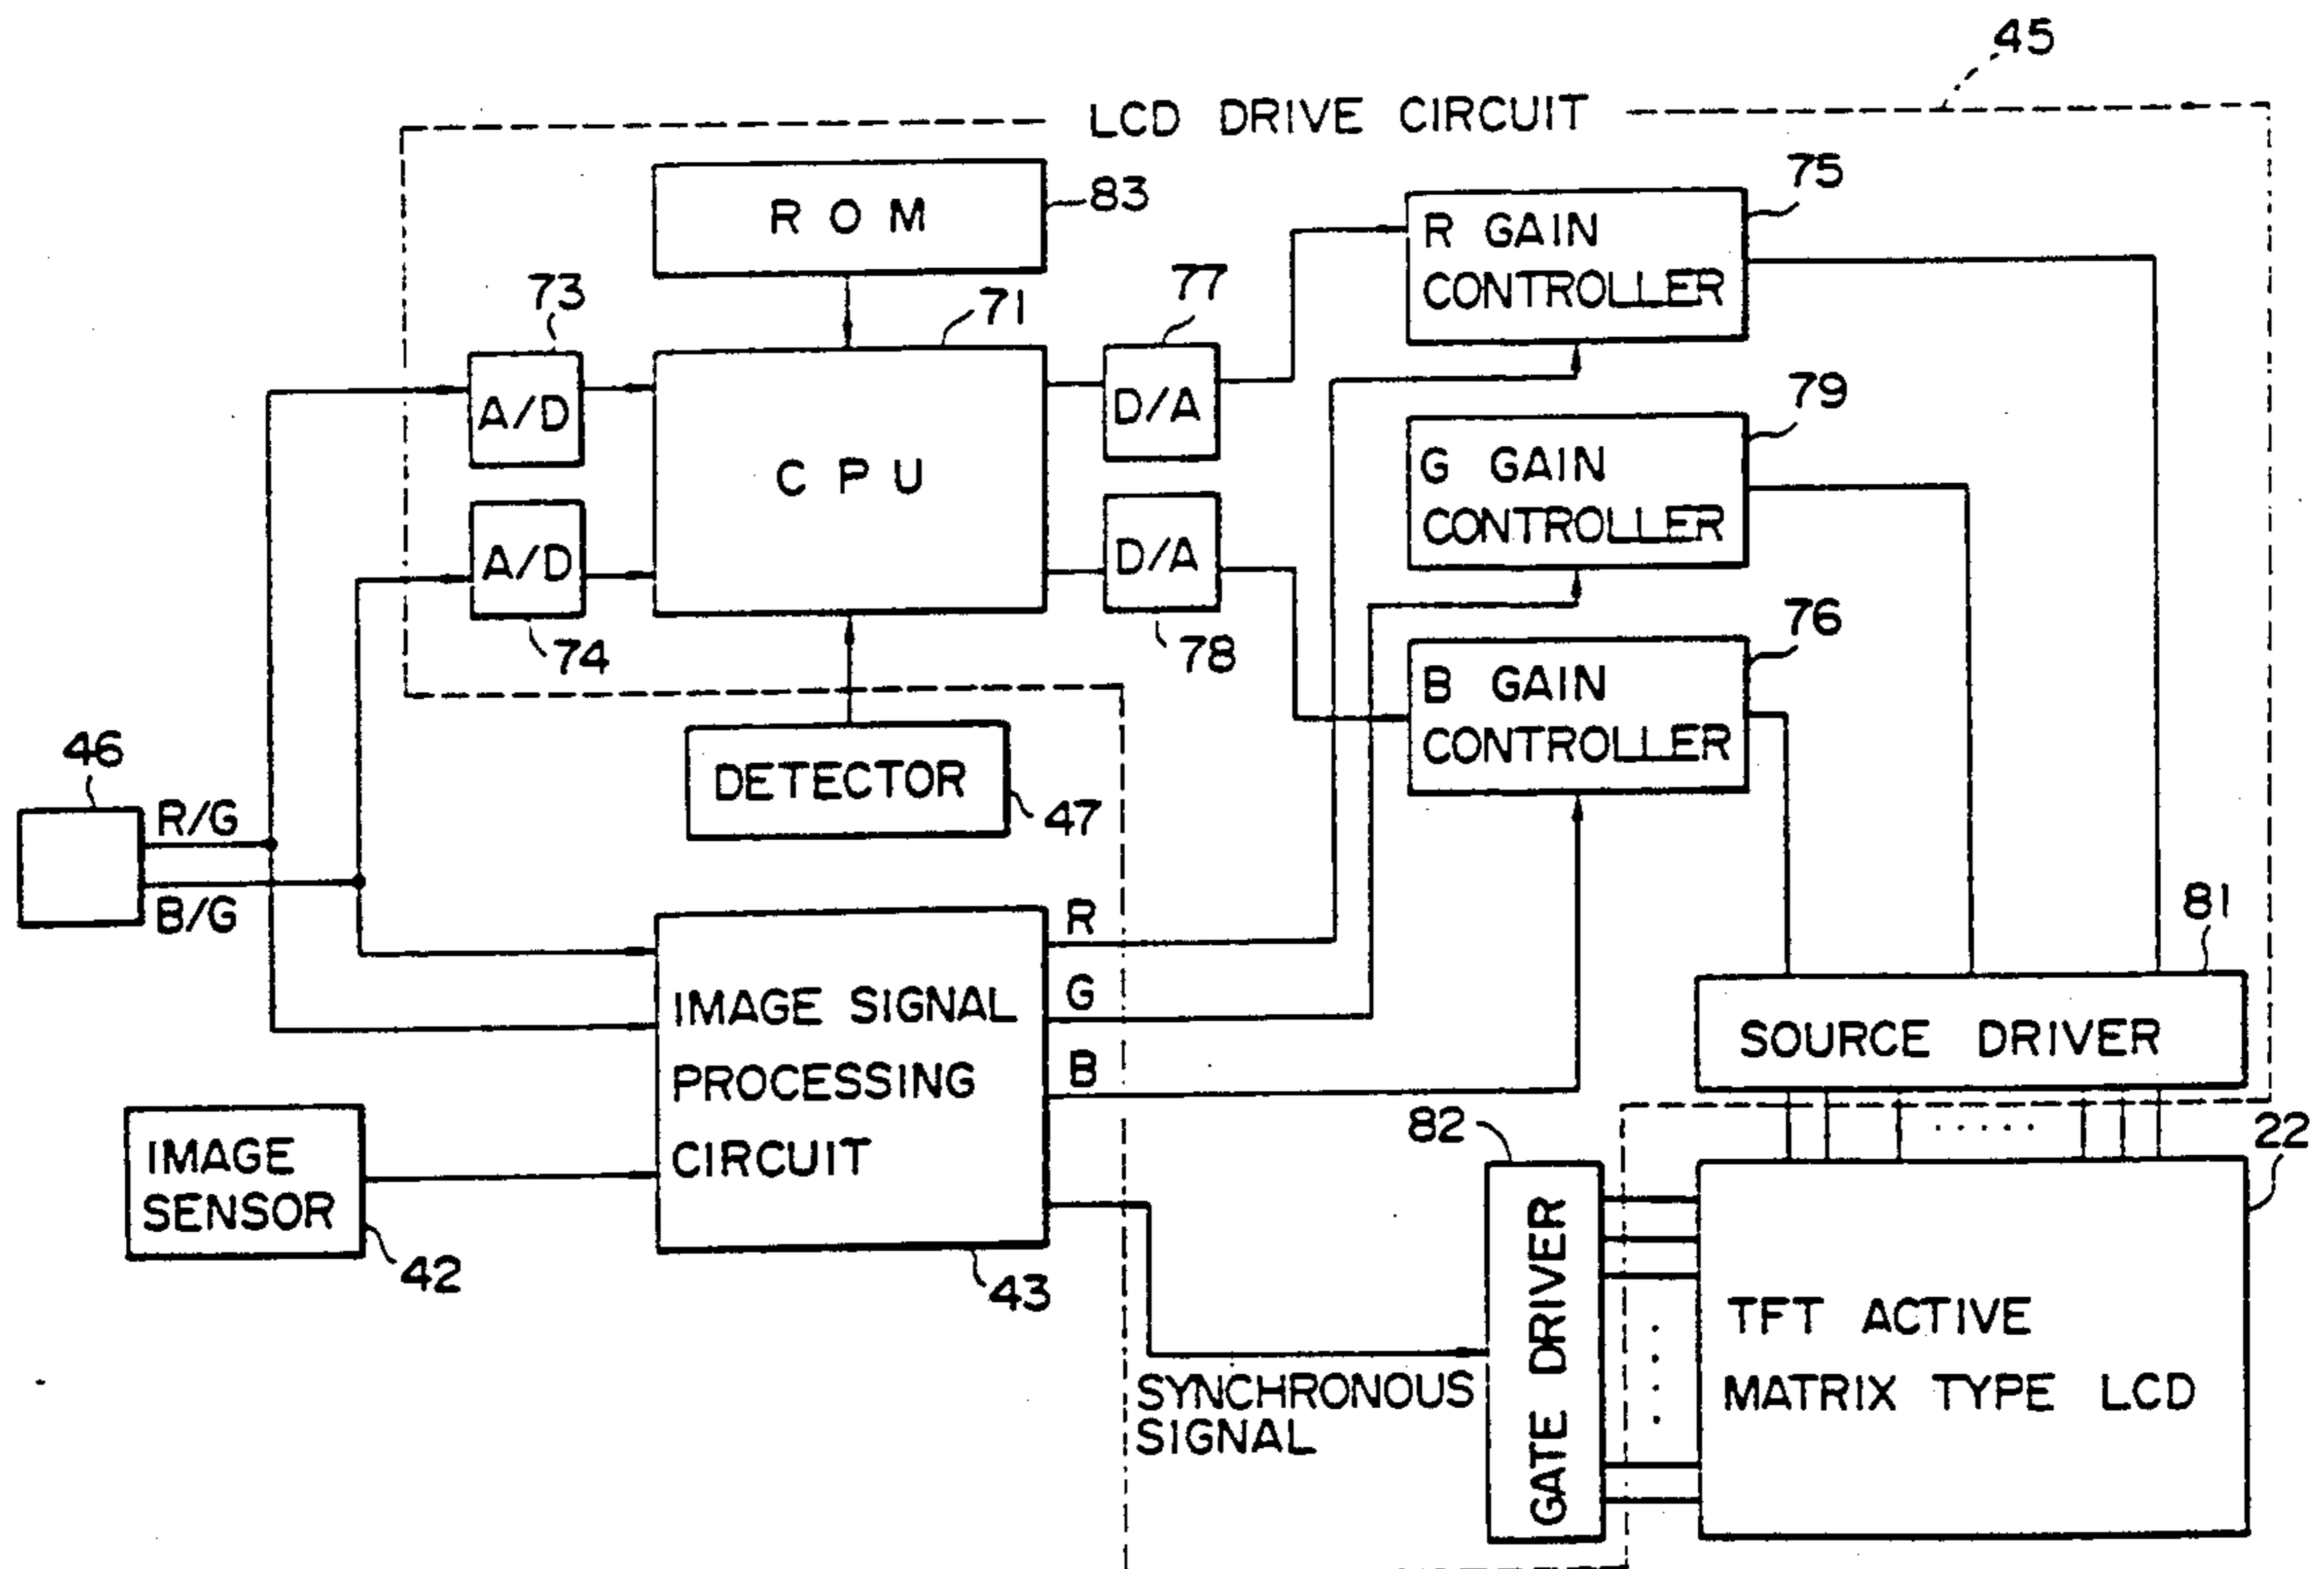 45
LCD DRIVE CIRCUIT
ROM
83
75
R GAIN
CONTROLLER
73
71
77
A/D
CPU
D/A
79
G GAIN
CONTROLLER
A/D
D/A
74
78
76
B GAIN
CONTROLLER
46
DETECTOR
47
R/G
B/G
R
G
B
81
IMAGE SIGNAL
PROCESSING
CIRCUIT
43
SOURCE DRIVER
IMAGE
SENSOR
42
82
.....
22
GATE DRIVER
TFT ACTIVE
MATRIX TYPE LCD
SYNCHRONOUS
SIGNAL